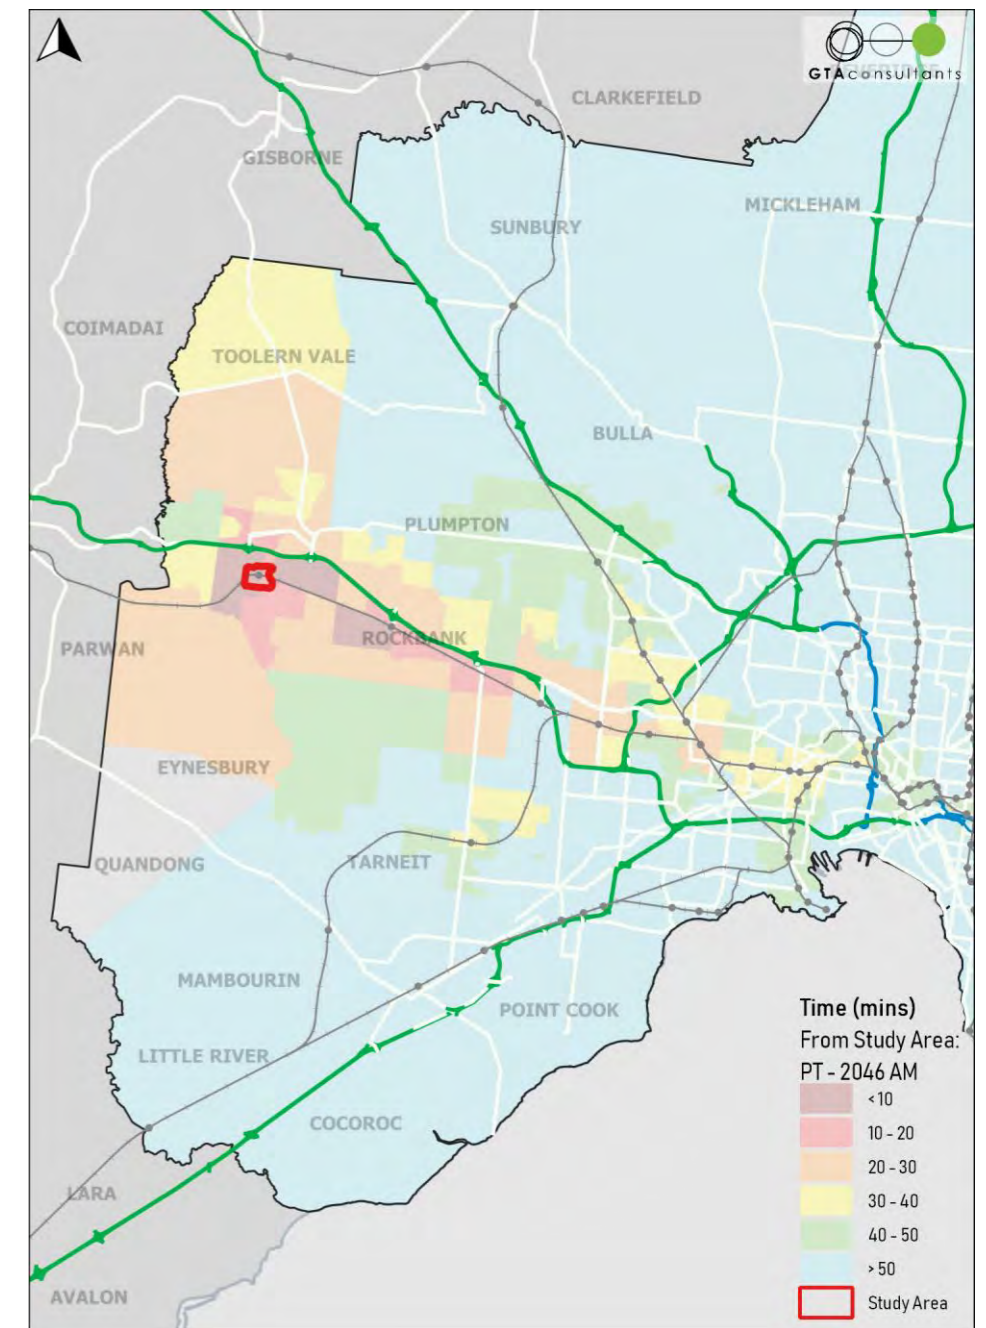 GTAconsultants
CLARKEFIELD
GISBORNE
MICKLEHAM
SUNBURY
COIMADAI
TOOLERN VALE
BULLA
PLUMPTON
ROCKBANK
PARWAN
EYNESBURY
QUANDONG
TARNEIT
MAMBOURIN
POINT COOK
LITTLE RIVER
COCOROC
LARA
AVALON
Time (mins)
From Study Area:
PT - 2046 AM
<10
10 - 20
20 - 30
30 - 40
40 - 50
> 50
Study Area